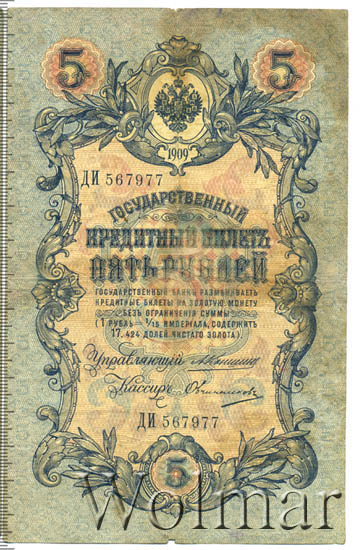 5 5
1909
ДИ 567977
ГОСУДАРСТВЕННЫЙ
КРЕДИТНЫЙ БИЛЕТЪ
ПЯТЬ РУБЛЕЙ
ГОСУДАРСТВЕННЫЙ БАНКЪ РАЗМѢНИВАЕТЪ
КРЕДИТНЫЕ БИЛЕТЫ НА ЗОЛОТУЮ МОНЕТУ
БЕЗЪ ОГРАНИЧЕНІЯ СУММЫ
(1 РУБЛЬ = 1/15 ИМПЕРІАЛА, СОДЕРЖИТЪ
17,424 ДОЛЕЙ ЧИСТАГО ЗОЛОТА)
Управляющій
Кассиръ Овчинниковъ
ДИ 567977
5
Wolmar